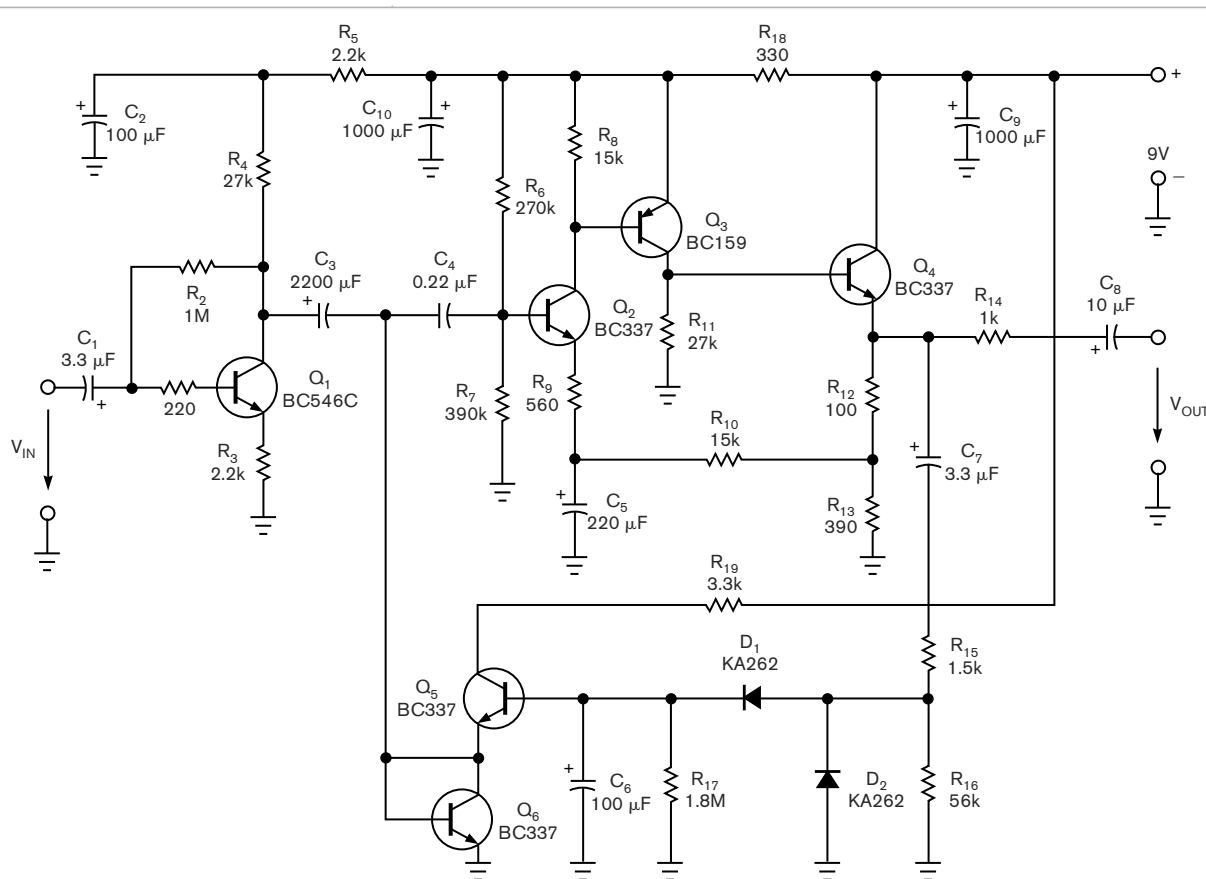 R5
2.2k
R18
330
+
C2
100 µF
+
C10
1000 µF
+
R8
15k
C9
1000 µF
+
R4
27k
R6
270k
9V
–
Q3
BC159
R2
1M
C3
2200 µF
+
C4
0.22 µF
Q2
BC337
Q4
BC337
R14
1k
C8
10 µF
+
C1
3.3 µF
+
220
Q1
BC546C
R7
390k
R9
560
R11
27k
R12
100
VOUT
VIN
R3
2.2k
R10
15k
C7
3.3 µF
+
C5
220 µF
+
R13
390
R19
3.3k
D1
KA262
R15
1.5k
Q5
BC337
Q6
BC337
C6
100 µF
+
R17
1.8M
D2
KA262
R16
56k